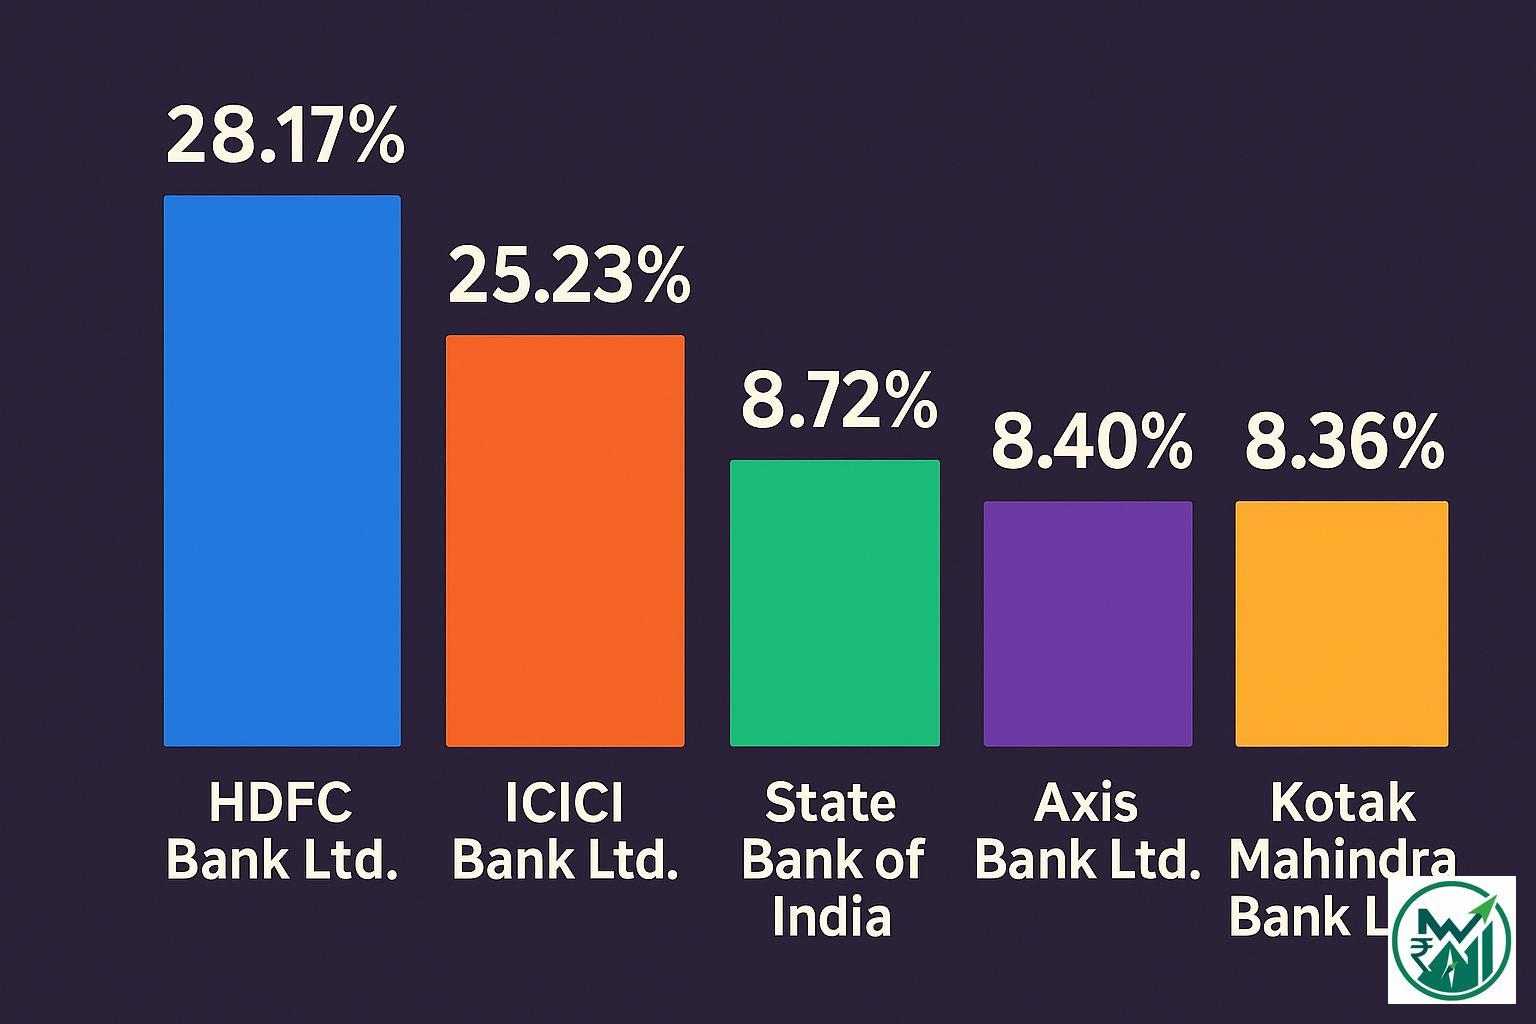 28.17%
25.23%
8.72%
8.40%
8.36%
HDFC
Bank Ltd.
ICICI
Bank Ltd.
State
Bank of
India
Axis
Bank Ltd.
Kotak
Mahindra
Bank